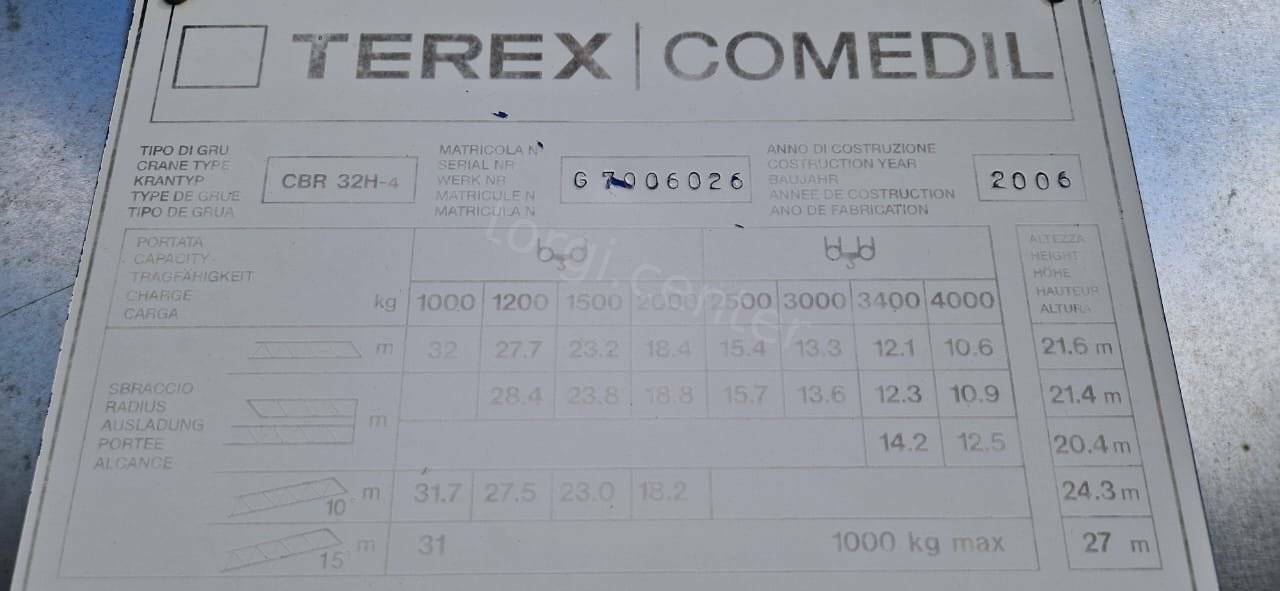 TEREX | COMEDIL
TIPO DI GRU
CRANE TYPE
KRANTYP
TYPE DE GRUE
TIPO DE GRUA
CBR 32H-4
MATRICOLA N
SERIAL NR
WERK NR
MATRICULE N
MATRICULA N
G 7006026
ANNO DI COSTRUZIONE
COSTRUCTION YEAR
BAUJAHR
ANNEE DE COSTRUCTION
ANO DE FABRICATION
2006
PORTATA
CAPACITY
TRAGFÄHIGKEIT
CHARGE
CARGA
kg 1000 1200 1500 2000 2500 3000 3400 4000
ALTEZZA
HEIGHT
HÖHE
HAUTEUR
ALTURA
m 32 27.7 23.2 18.4 15.4 13.3 12.1 10.6 21.6 m
SBRACCIO
RADIUS
AUSLADUNG
PORTEE
ALCANCE
m 28.4 23.8 18.8 15.7 13.6 12.3 10.9 21.4 m
14.2 12.5 20.4 m
10 m 31.7 27.5 23.0 18.2 24.3 m
15 m 31 1000 kg max 27 m
torgi.center